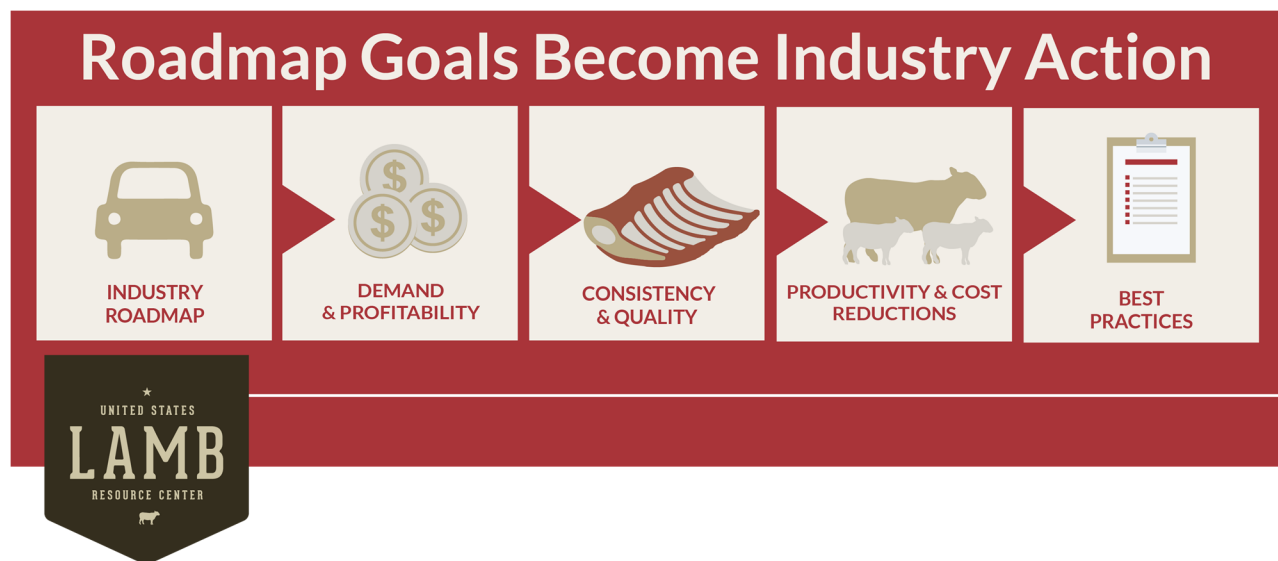 Roadmap Goals Become Industry Action
INDUSTRY
ROADMAP
DEMAND
& PROFITABILITY
$
$
$
CONSISTENCY
& QUALITY
PRODUCTIVITY & COST
REDUCTIONS
BEST
PRACTICES
UNITED STATES
LAMB
RESOURCE CENTER